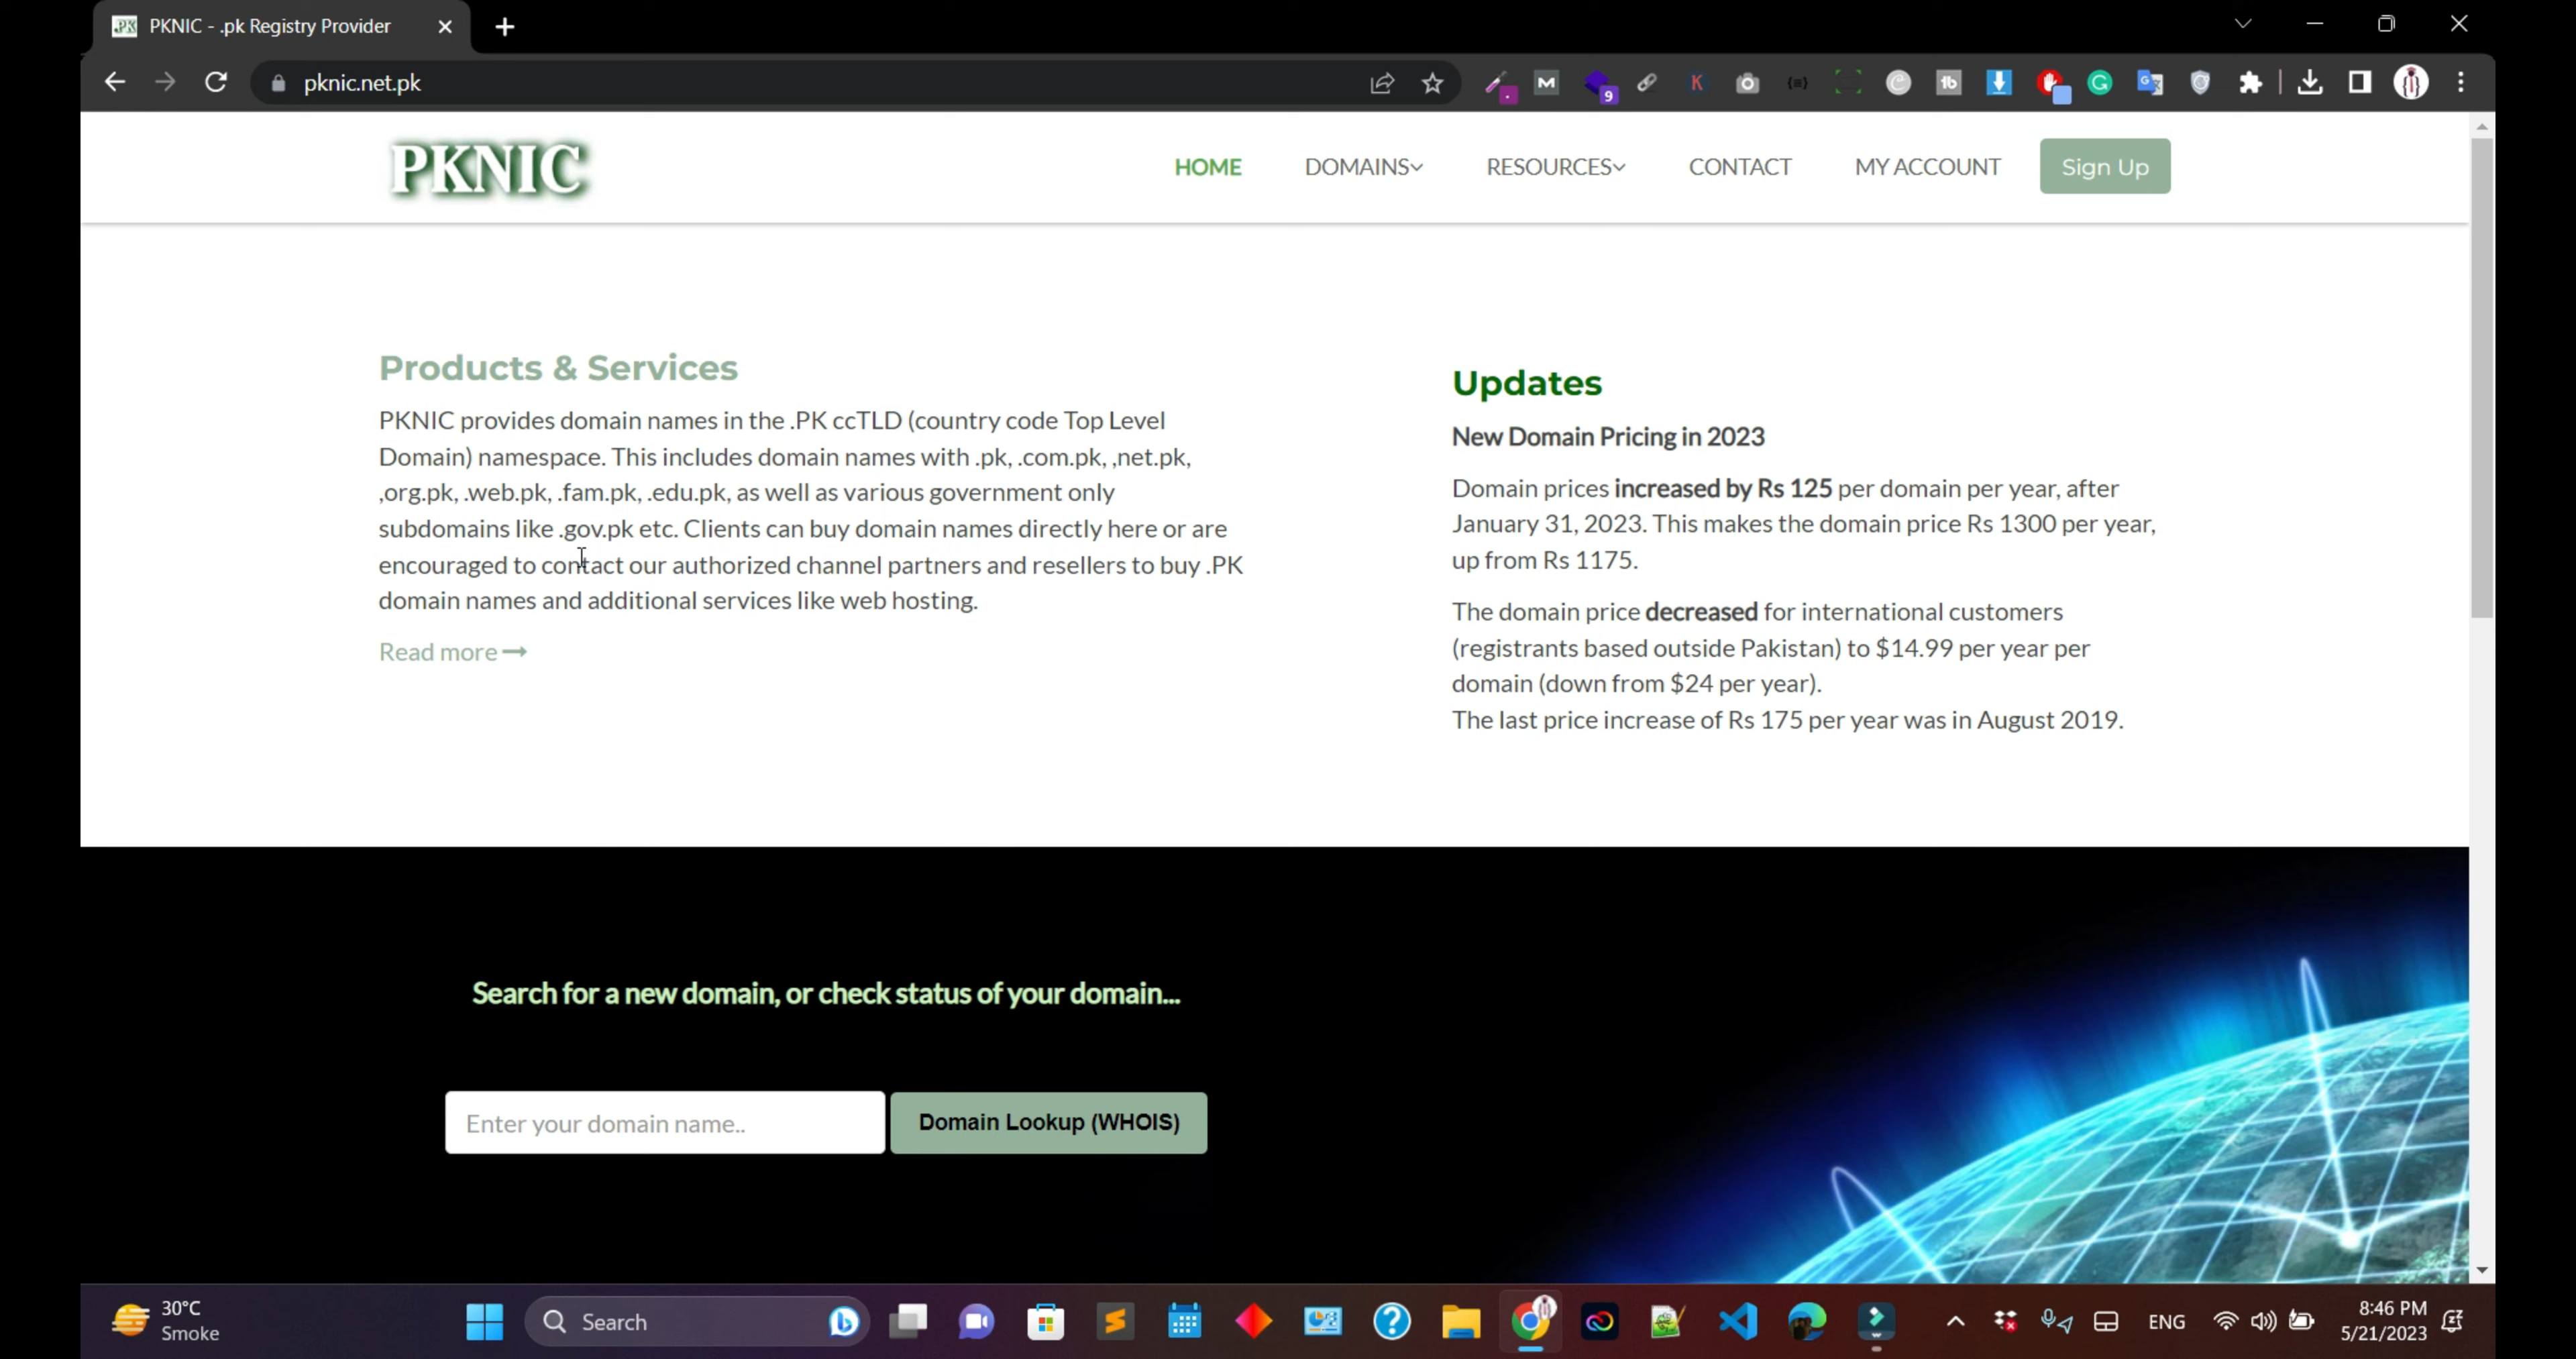 PKNIC - .pk Registry Provider
pknic.net.pk
PKNIC
HOME
DOMAINS
RESOURCES
CONTACT
MY ACCOUNT
Sign Up
Products & Services
PKNIC provides domain names in the .PK ccTLD (country code Top Level
Domain) namespace. This includes domain names with .pk, .com.pk, ,net.pk,
,org.pk, .web.pk, .fam.pk, .edu.pk, as well as various government only
subdomains like .gov.pk etc. Clients can buy domain names directly here or are
encouraged to contact our authorized channel partners and resellers to buy .PK
domain names and additional services like web hosting.
Read more
Updates
New Domain Pricing in 2023
Domain prices increased by Rs 125 per domain per year, after
January 31, 2023. This makes the domain price Rs 1300 per year,
up from Rs 1175.
The domain price decreased for international customers
(registrants based outside Pakistan) to $14.99 per year per
domain (down from $24 per year).
The last price increase of Rs 175 per year was in August 2019.
Search for a new domain, or check status of your domain...
Enter your domain name..
Domain Lookup (WHOIS)
30°C
Smoke
Search
ENG
8:46 PM
5/21/2023